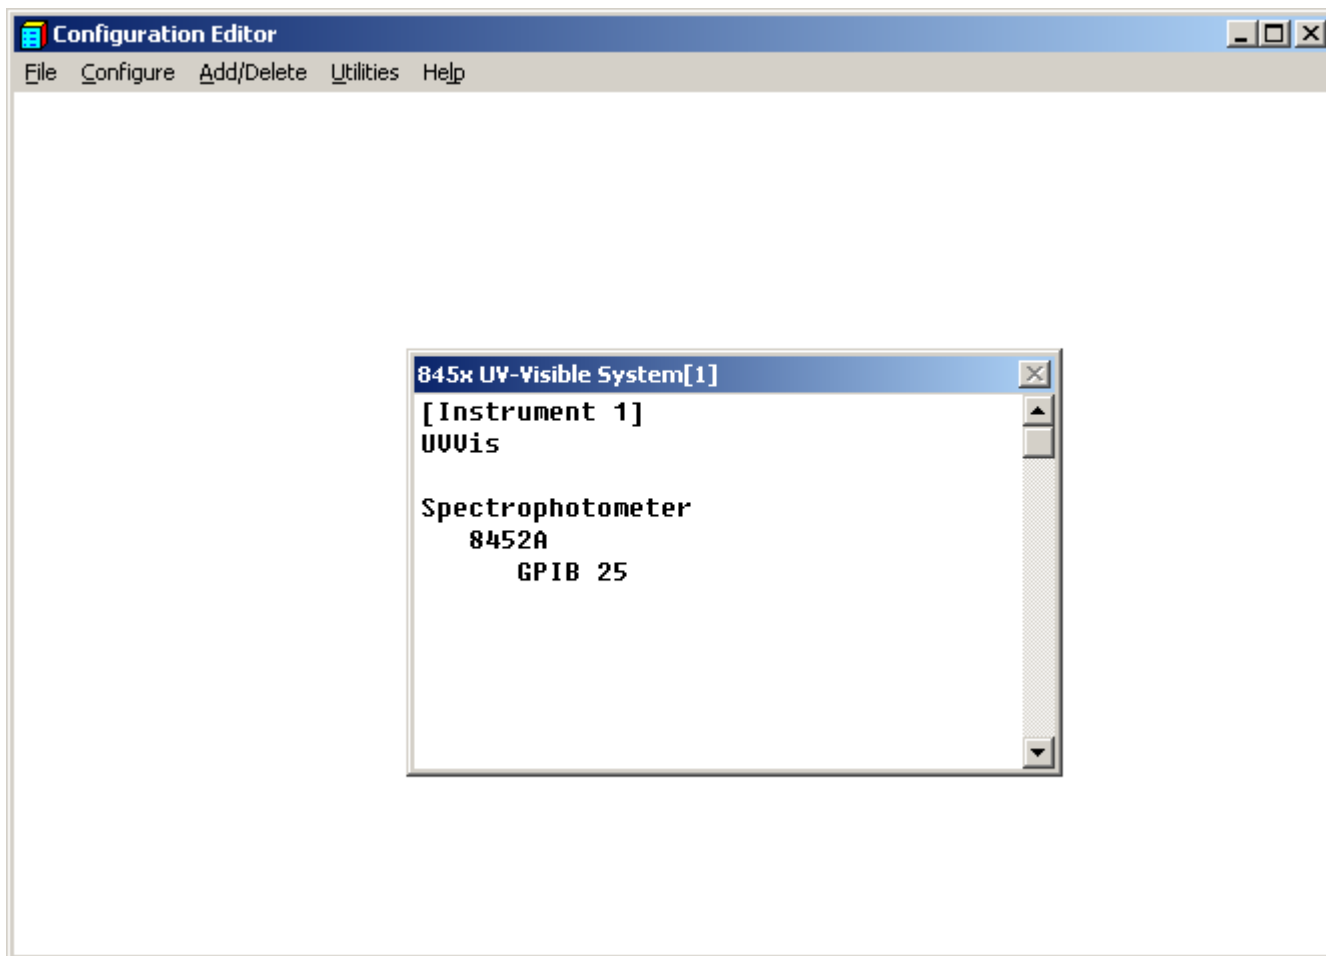 Configuration Editor
File Configure Add/Delete Utilities Help
845x UV-Visible System[1]
[Instrument 1]
UVVis
Spectrophotometer
8452A
GPIB 25